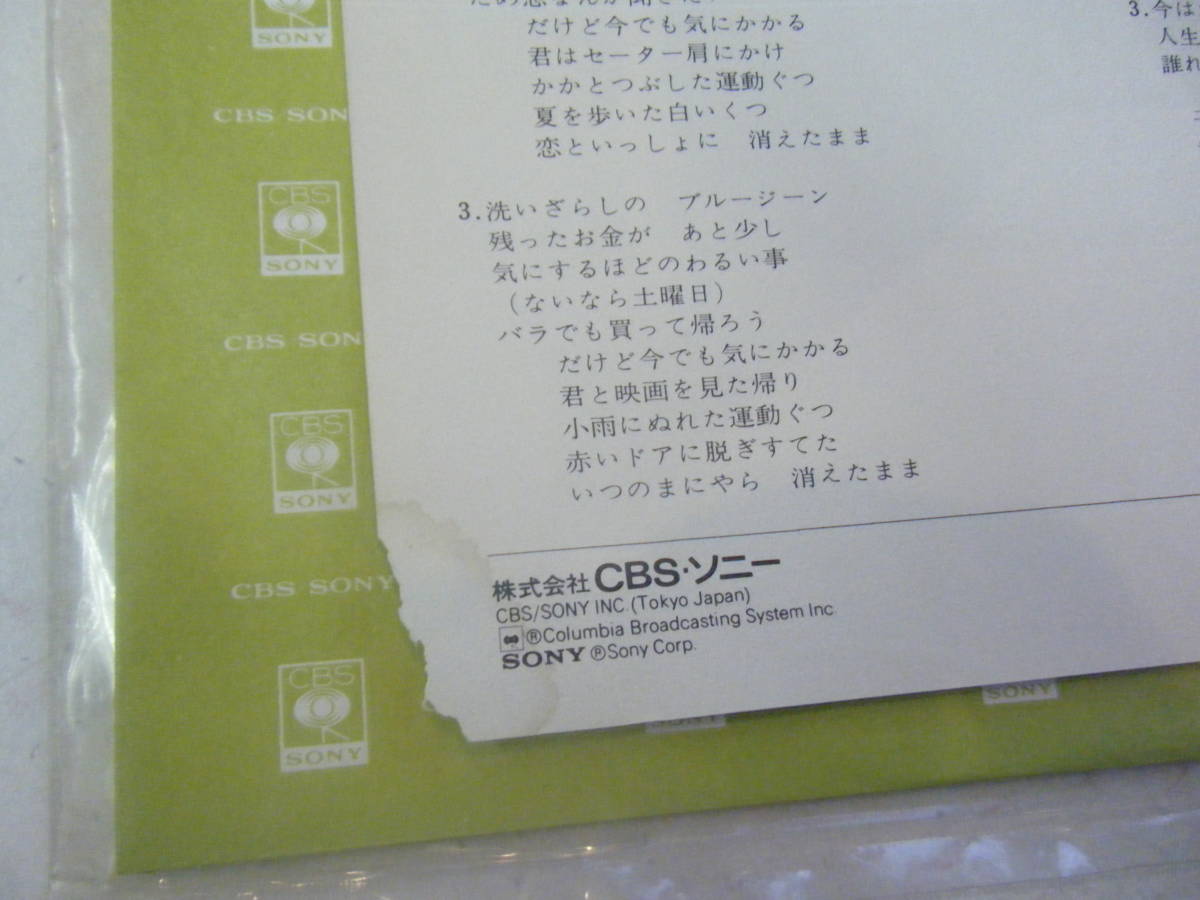 だけど今でも気にかかる
君はセーター肩にかけ
かかとつぶした運動ぐつ
夏を歩いた白いくつ
恋といっしょに 消えたまま
3.洗いざらしの ブルージーン
残ったお金が あと少し
気にするほどのわるい事
(ないなら土曜日)
バラでも買って帰ろう
だけど今でも気にかかる
君と映画を見た帰り
小雨にぬれた運動ぐつ
赤いドアに脱ぎすてた
いつのまにやら 消えたまま
3.今は
人生
誰れ
株式会社 CBS・ソニー
CBS/SONY INC.(Tokyo Japan)
®Columbia Broadcasting System Inc.
SONY ®Sony Corp.
SONY
CBS SON
CBS
SONY
CBS SON
CBS
SONY
CBS SONY
CBS
SONY
SONY
SONY